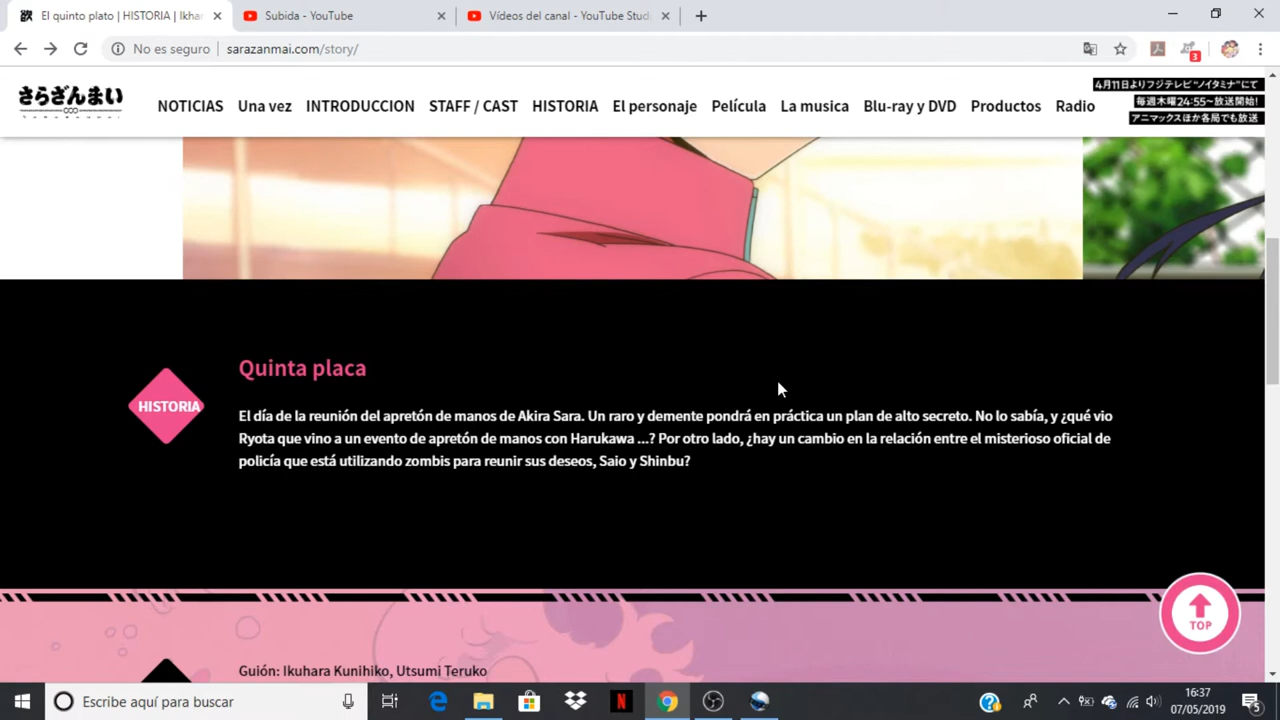 El quinto plato | HISTORIA | Ikhar
Subida - YouTube
Vídeos del canal - YouTube Studi
No es seguro
sarazanmai.com/story/
3
さらざんまい
NOTICIAS
Una vez
INTRODUCCION
STAFF / CAST
HISTORIA
El personaje
Película
La musica
Blu-ray y DVD
Productos
Radio
4月11日よりフジテレビ"ノイタミナ"にて
毎週木曜24:55~放送開始!
アニマックスほか各局でも放送
HISTORIA
Quinta placa
El día de la reunión del apretón de manos de Akira Sara. Un raro y demente pondrá en práctica un plan de alto secreto. No lo sabía, y ¿qué vio
Ryota que vino a un evento de apretón de manos con Harukawa ...? Por otro lado, ¿hay un cambio en la relación entre el misterioso oficial de
policía que está utilizando zombis para reunir sus deseos, Saio y Shinbu?
TOP
Guión: Ikuhara Kunihiko, Utsumi Teruko
Escribe aquí para buscar
16:37
07/05/2019
5